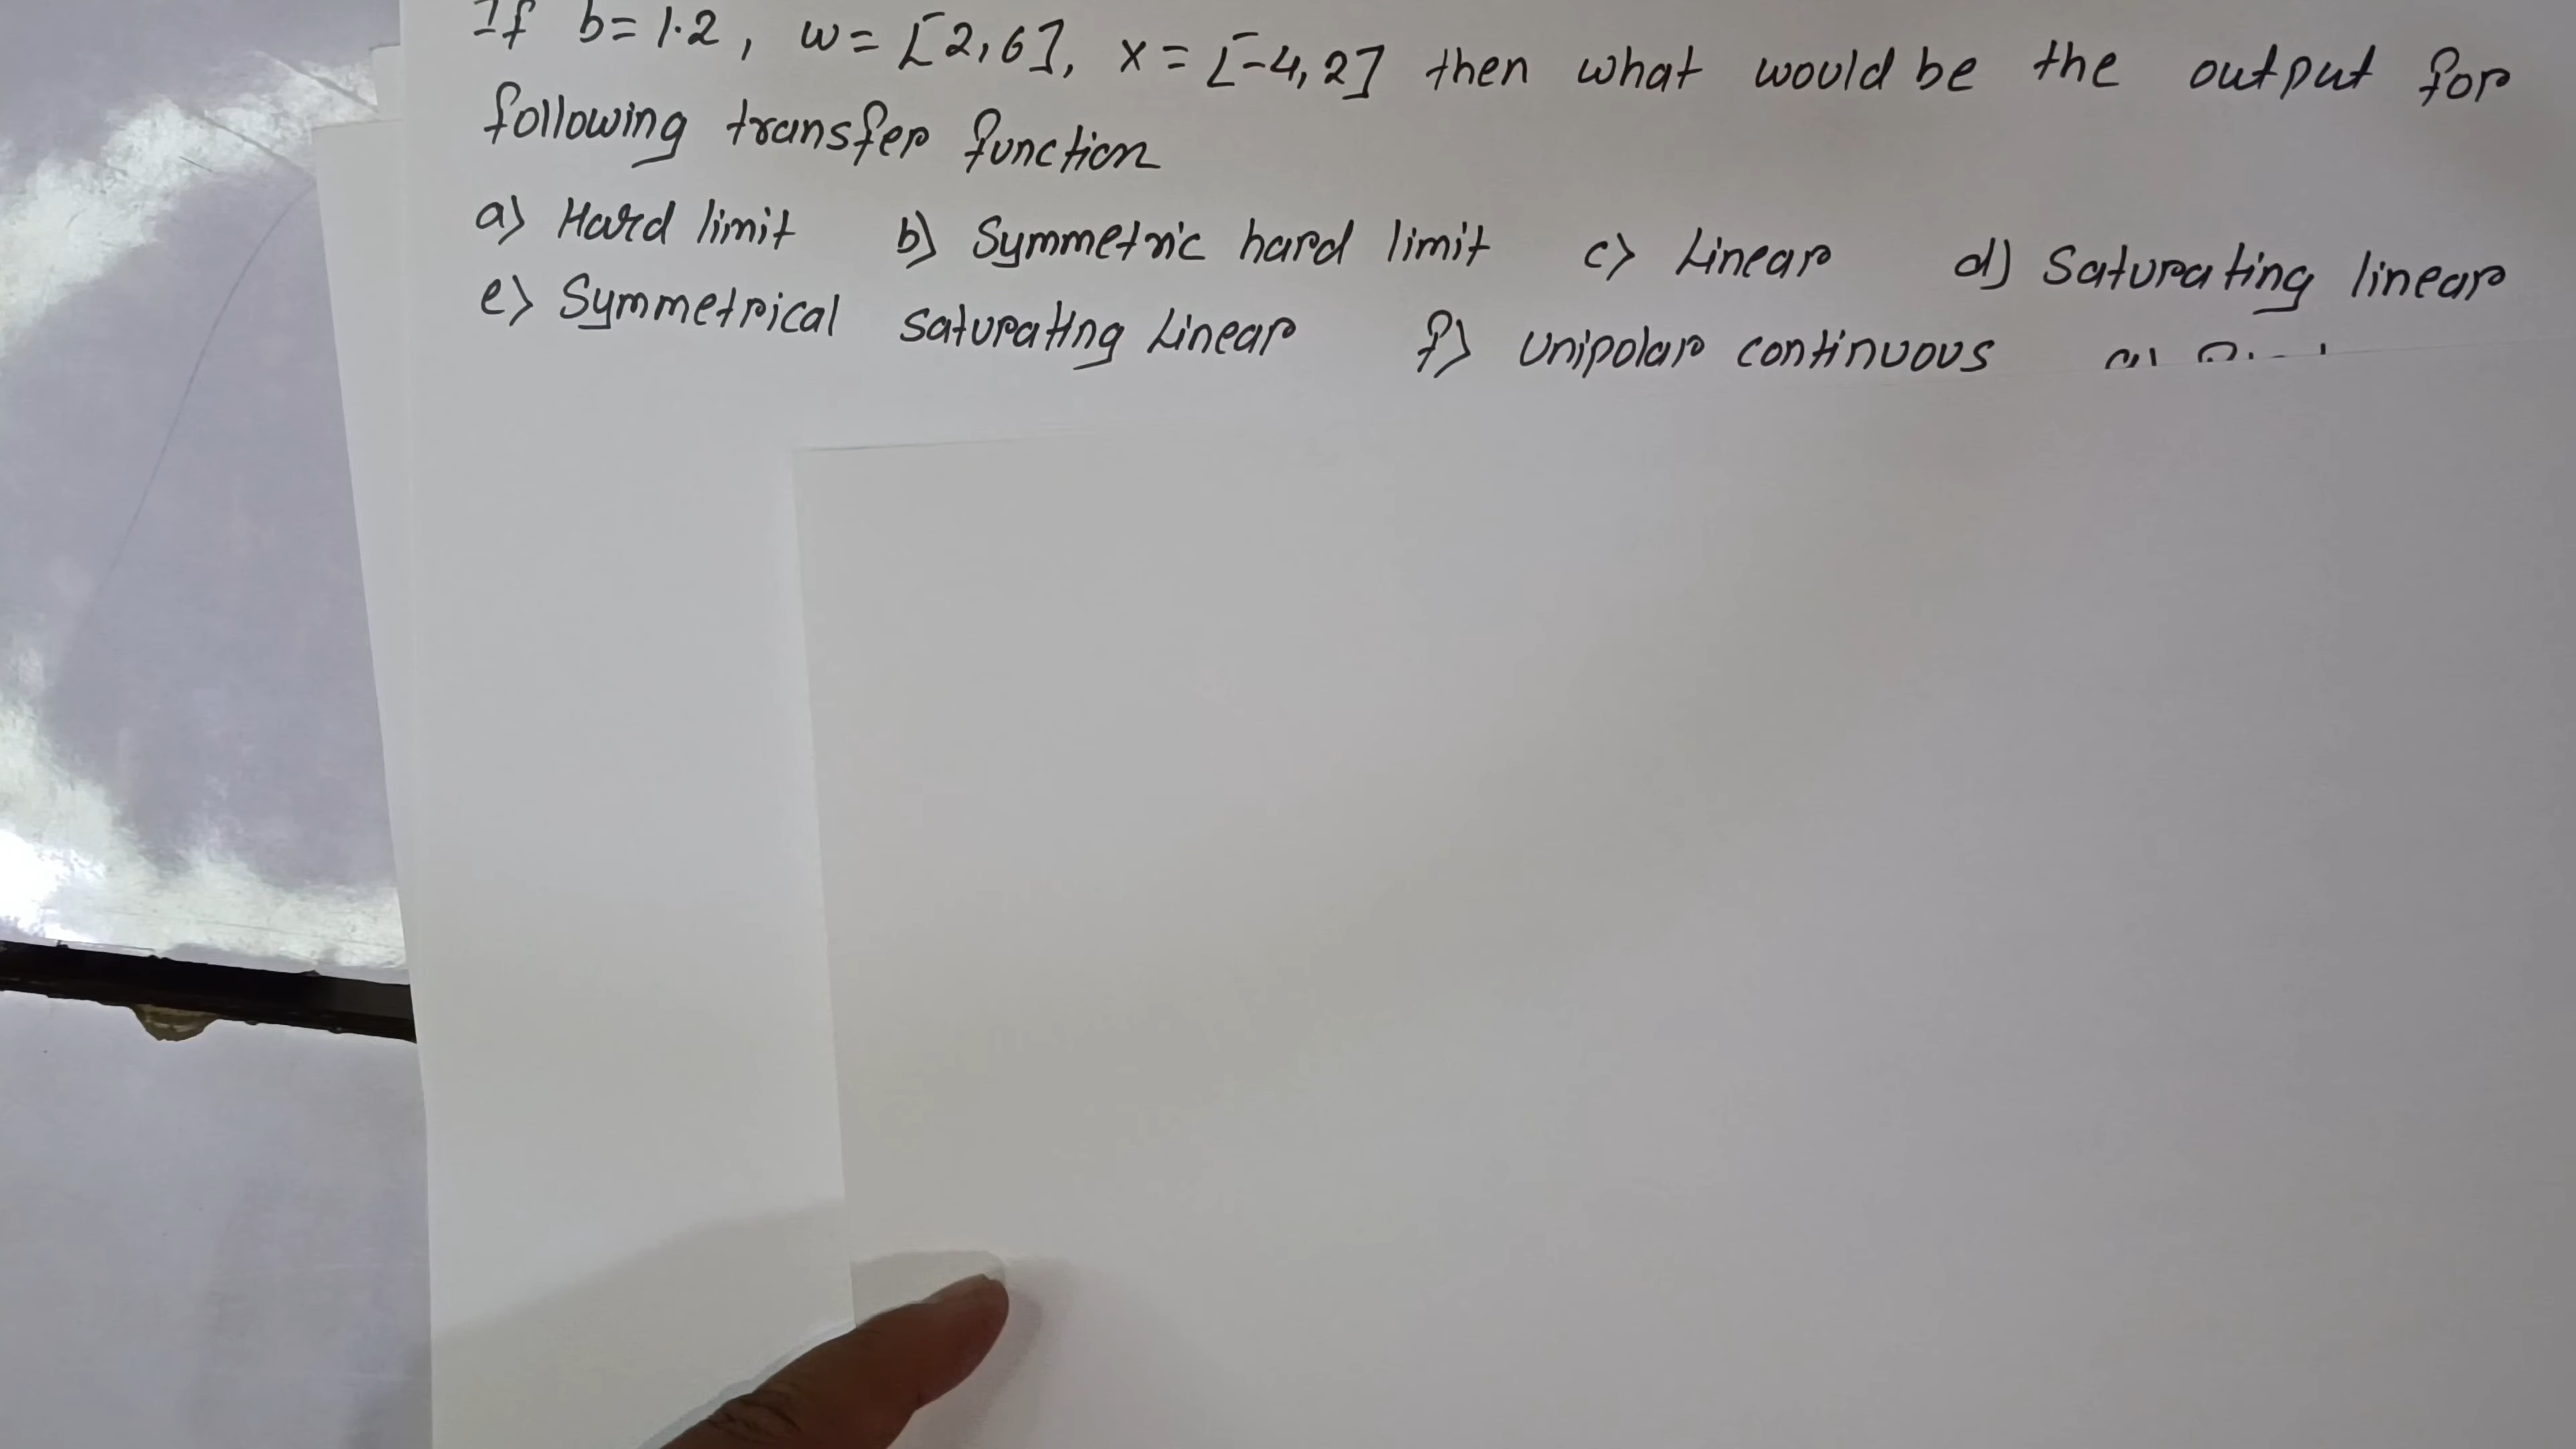 If b=1.2, w=[2,6], x=[-4,2] then what would be the output for
following transfer function
a) Hard limit b) Symmetric hard limit c) Linear d) Saturating linear
e) Symmetrical saturating Linear f) Unipolar continuous